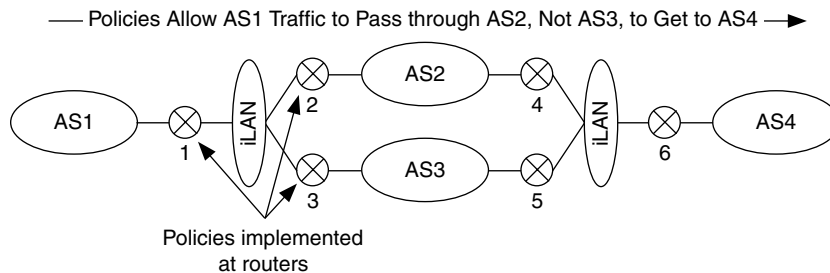 Policies Allow AS1 Traffic to Pass through AS2, Not AS3, to Get to AS4
AS1
1
iLAN
2
AS2
4
3
AS3
5
iLAN
6
AS4
Policies implemented
at routers